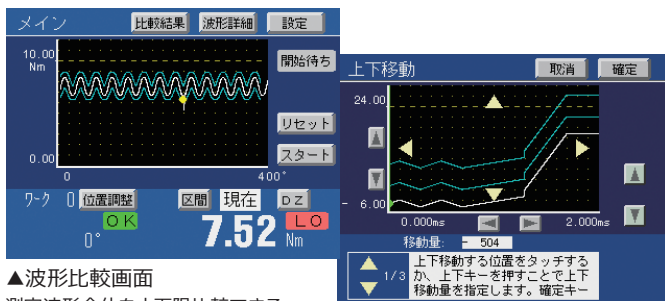 メイン 比較結果 波形詳細 設定
10.00
Nm
開始待ち
リセット
スタート
0.00
0 400°
ワーク 0 位置調整 区間 現在 DZ
OK
0°
7.52 LO
Nm
▲波形比較画面
上下移動 取消 確定
24.00
- 6.00
0.000ms 2.000ms
移動量: - 504
1/3
上下移動する位置をタッチする
か、上下キーを押すことで上下
移動量を指定します。確定キー